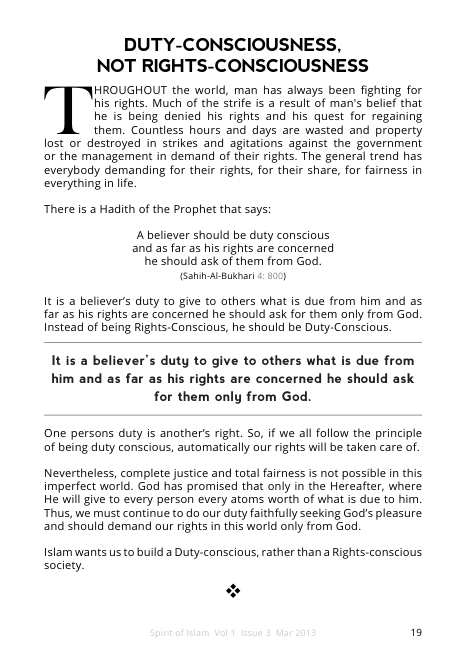 DUTY-CONSCIOUSNESS,
NOT RIGHTS-CONSCIOUSNESS
THROUGHOUT the world, man has always been fighting for
his rights. Much of the strife is a result of man's belief that
he is being denied his rights and his quest for regaining
them. Countless hours and days are wasted and property
lost or destroyed in strikes and agitations against the government
or the management in demand of their rights. The general trend has
everybody demanding for their rights, for their share, for fairness in
everything in life.
There is a Hadith of the Prophet that says:
A believer should be duty conscious
and as far as his rights are concerned
he should ask of them from God.
(Sahih-Al-Bukhari 4: 800)
It is a believer's duty to give to others what is due from him and as
far as his rights are concerned he should ask for them only from God.
Instead of being Rights-Conscious, he should be Duty-Conscious.
It is a believer's duty to give to others what is due from
him and as far as his rights are concerned he should ask
for them only from God.
One persons duty is another's right. So, if we all follow the principle
of being duty conscious, automatically our rights will be taken care of.
Nevertheless, complete justice and total fairness is not possible in this
imperfect world. God has promised that only in the Hereafter, where
He will give to every person every atoms worth of what is due to him.
Thus, we must continue to do our duty faithfully seeking God's pleasure
and should demand our rights in this world only from God.
Islam wants us to build a Duty-conscious, rather than a Rights-conscious
society.
Spirit of Islam Vol 1 Issue 3 Mar 2013 19